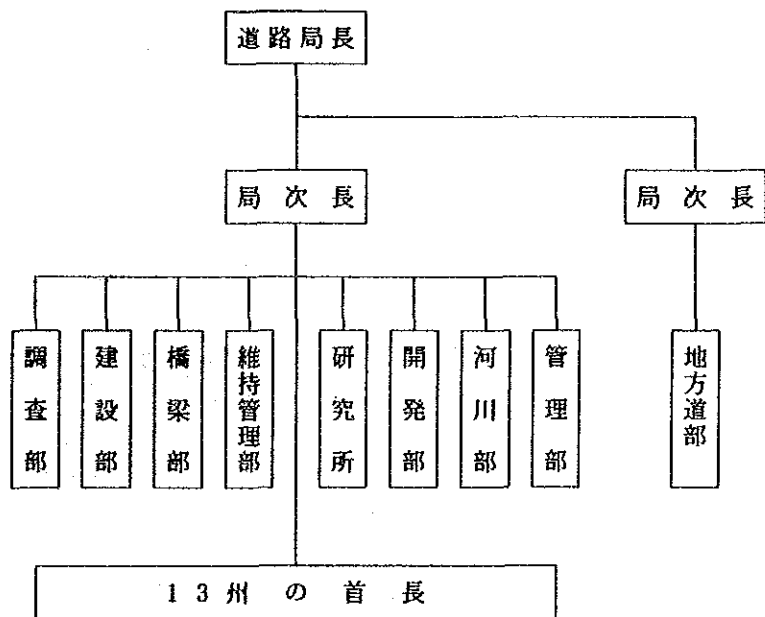 道路局長
局次長
局次長
調査部
建設部
橋梁部
維持管理部
研究所
開発部
河川部
管理部
地方道部
13州の首長